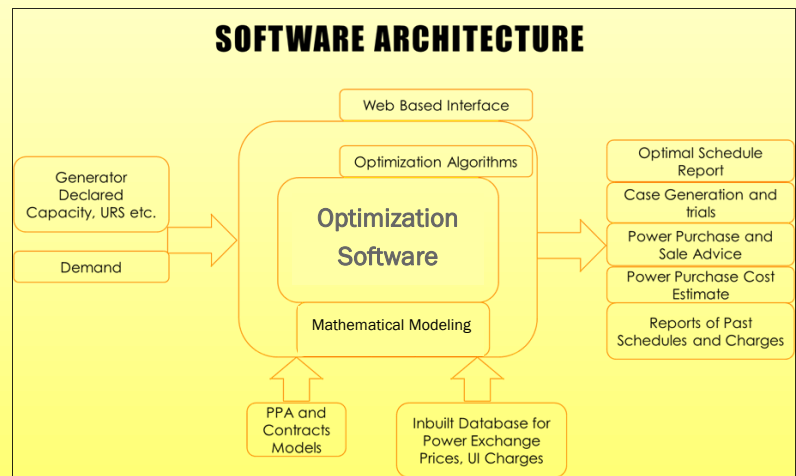 SOFTWARE ARCHITECTURE
Web Based Interface
Optimization Algorithms
Generator
Declared
Capacity, URS etc.
Demand
Optimization
Software
Mathematical Modeling
PPA and
Contracts
Models
Inbuilt Database for
Power Exchange
Prices, UI Charges
Optimal Schedule
Report
Case Generation and
trials
Power Purchase and
Sale Advice
Power Purchase Cost
Estimate
Reports of Past
Schedules and Charges